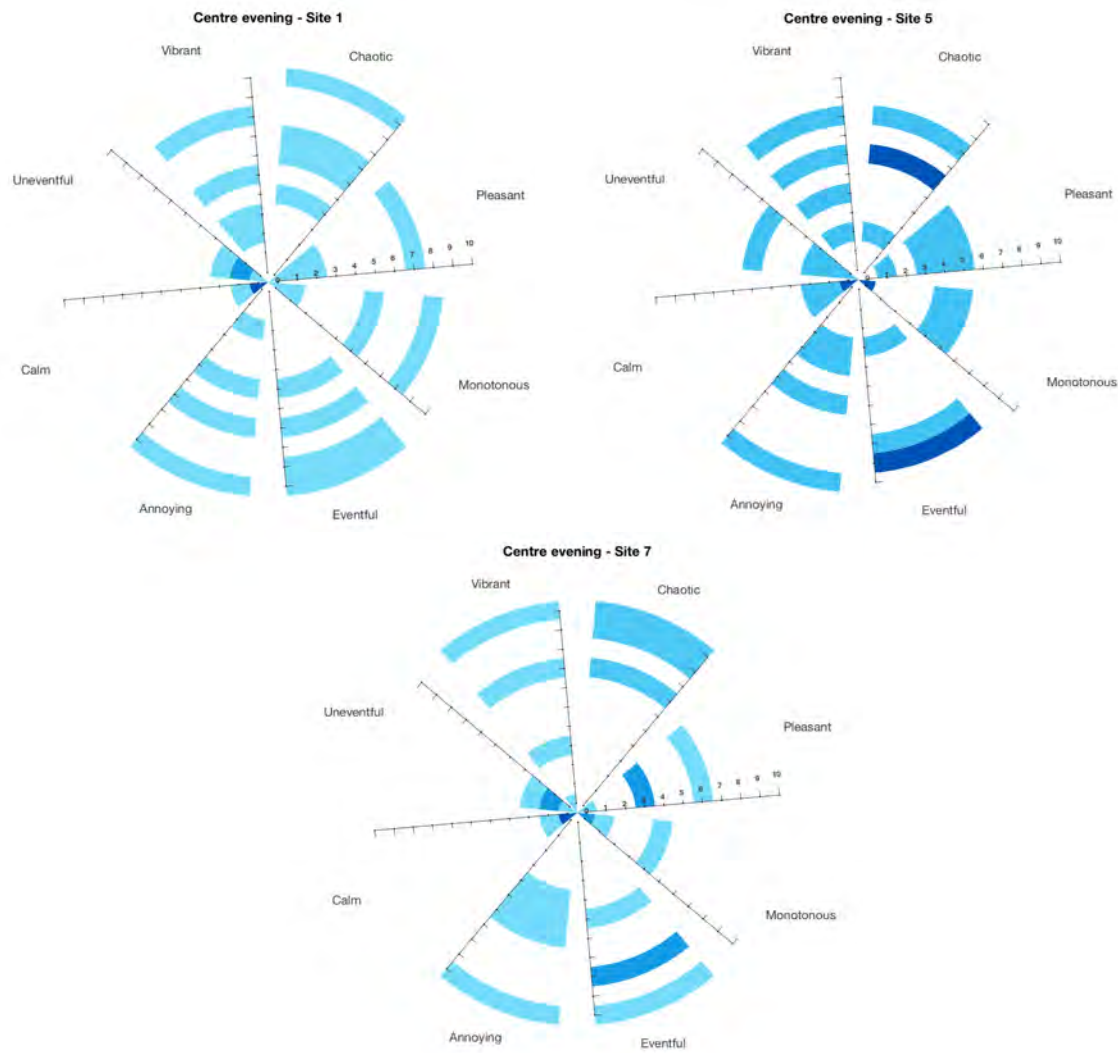 Centre evening - Site 1
Vibrant
Chaotic
Uneventful
Pleasant
0 1 2 3 4 5 6 7 8 9 10
Calm
Monotonous
Annoying
Eventful
Centre evening - Site 5
Vibrant
Chaotic
Uneventful
Pleasant
0 1 2 3 4 5 6 7 8 9 10
Calm
Monotonous
Annoying
Eventful
Centre evening - Site 7
Vibrant
Chaotic
Uneventful
Pleasant
0 1 2 3 4 5 6 7 8 9 10
Calm
Monotonous
Annoying
Eventful